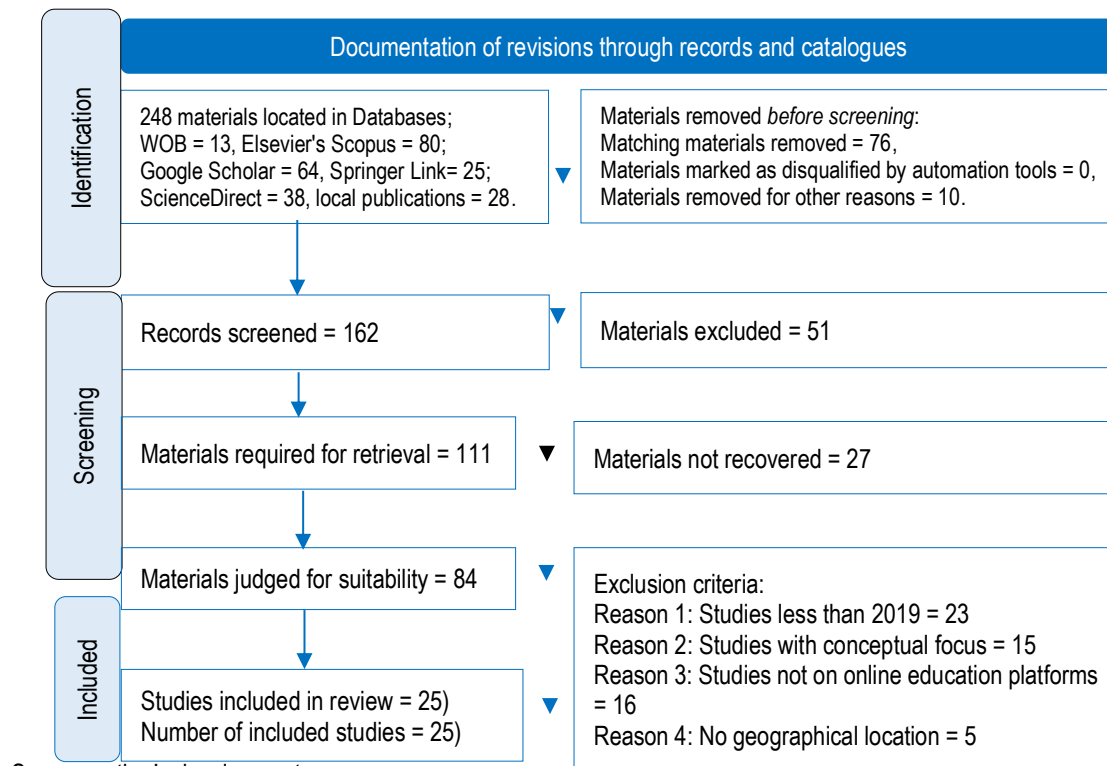 Documentation of revisions through records and catalogues
Identification
248 materials located in Databases;
WOB = 13, Elsevier's Scopus = 80;
Google Scholar = 64, Springer Link= 25;
ScienceDirect = 38, local publications = 28.
Materials removed before screening:
Matching materials removed = 76,
Materials marked as disqualified by automation tools = 0,
Materials removed for other reasons = 10.
Screening
Records screened = 162
Materials excluded = 51
Materials required for retrieval = 111
Materials not recovered = 27
Materials judged for suitability = 84
Exclusion criteria:
Reason 1: Studies less than 2019 = 23
Reason 2: Studies with conceptual focus = 15
Reason 3: Studies not on online education platforms
= 16
Reason 4: No geographical location = 5
Included
Studies included in review = 25)
Number of included studies = 25)